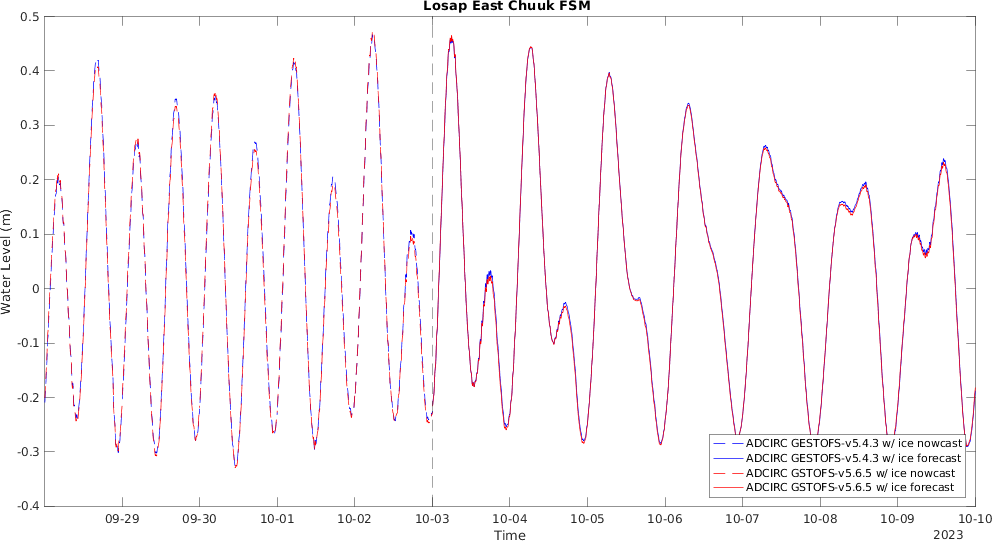 Losap East Chuuk FSM
0.5
0.4
0.3
0.2
0.1
0
-0.1
-0.2
-0.3
-0.4
Water Level (m)
ADCIRC GESTOFS-v5.4.3 w/ ice nowcast
ADCIRC GESTOFS-v5.4.3 w/ ice forecast
ADCIRC GSTOFS-v5.6.5 w/ ice nowcast
ADCIRC GSTOFS-v5.6.5 w/ ice forecast
09-29 09-30 10-01 10-02 10-03 10-04 10-05 10-06 10-07 10-08 10-09 10-10
Time
2023